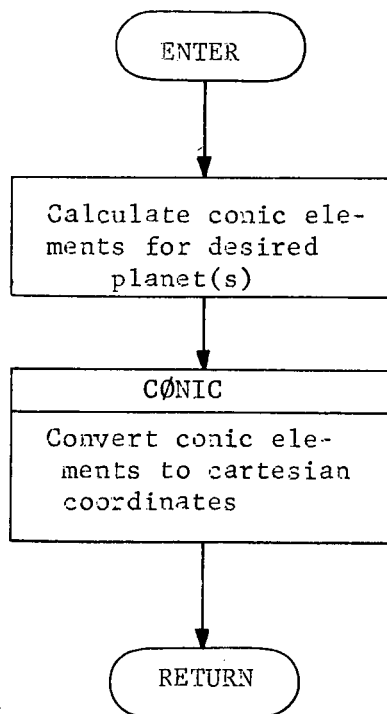 ENTER
Calculate conic ele-
ments for desired
planet(s)
CØNIC
Convert conic ele-
ments to cartesian
coordinates
RETURN